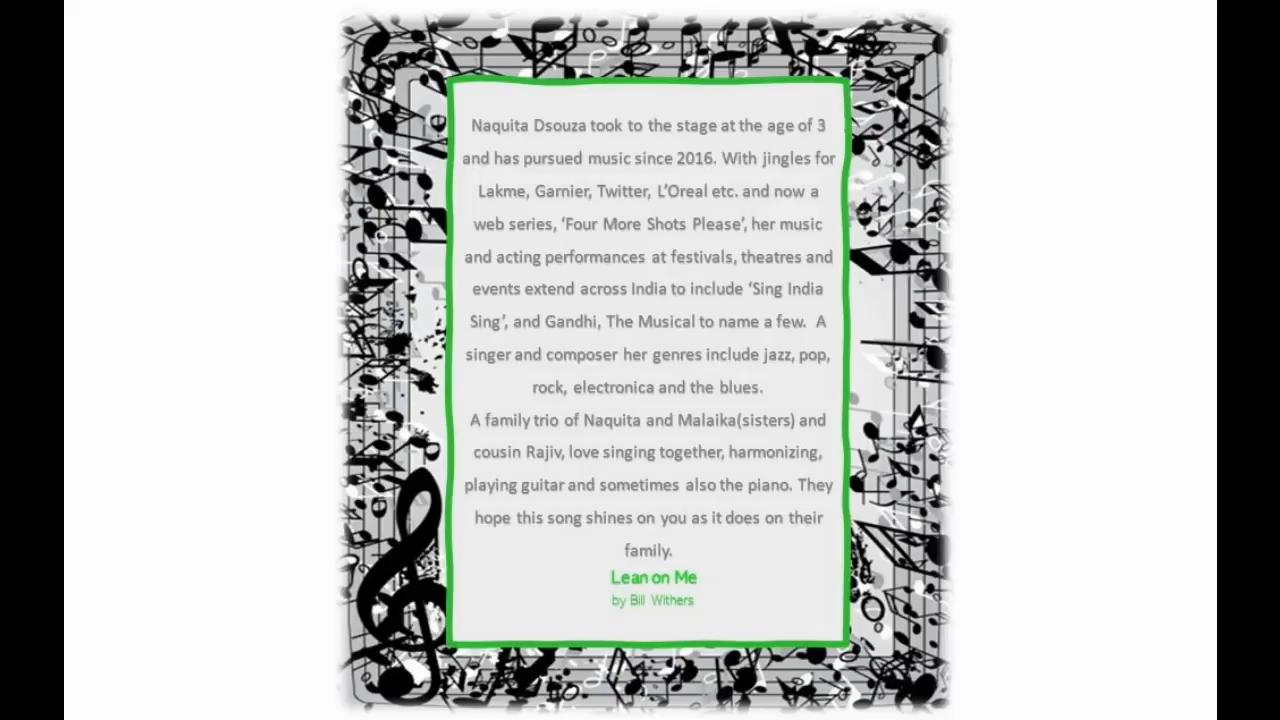 Naquita Dsouza took to the stage at the age of 3
and has pursued music since 2016. With jingles for
Lakme, Garnier, Twitter, L’Oreal etc. and now a
web series, ‘Four More Shots Please’, her music
and acting performances at festivals, theatres and
events extend across India to include ‘Sing India
Sing’, and Gandhi, The Musical to name a few. A
singer and composer her genres include jazz, pop,
rock, electronica and the blues.
A family trio of Naquita and Malaika(sisters) and
cousin Rajiv, love singing together, harmonizing,
playing guitar and sometimes also the piano. They
hope this song shines on you as it does on their
family.
Lean on Me
by Bill Withers